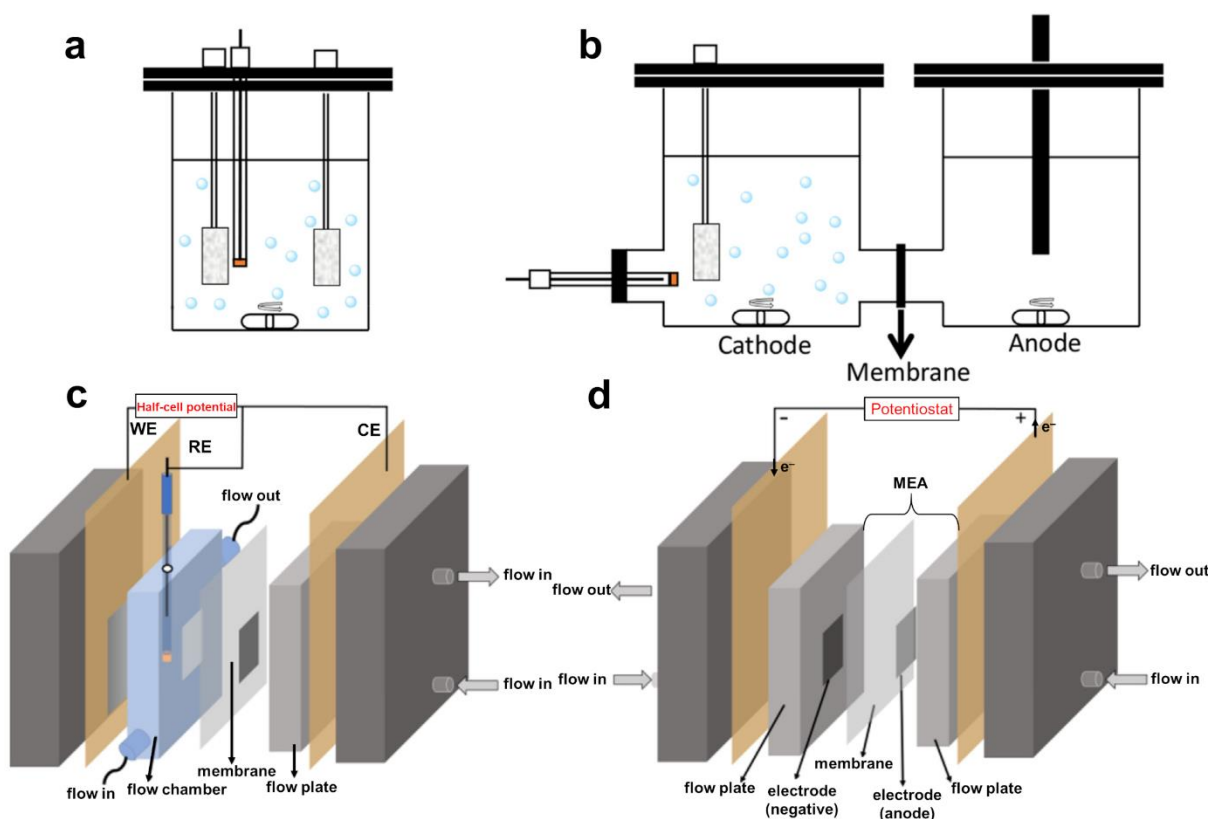 a
b
Cathode
Membrane
Anode
c
Half-cell potential
WE
RE
CE
flow out
flow in
flow in
membrane
flow in
flow chamber
flow plate
d
Potentiostat
-
+
e⁻
e⁻
MEA
flow out
flow out
flow in
flow in
membrane
flow plate
electrode
(negative)
electrode
(anode)
flow plate